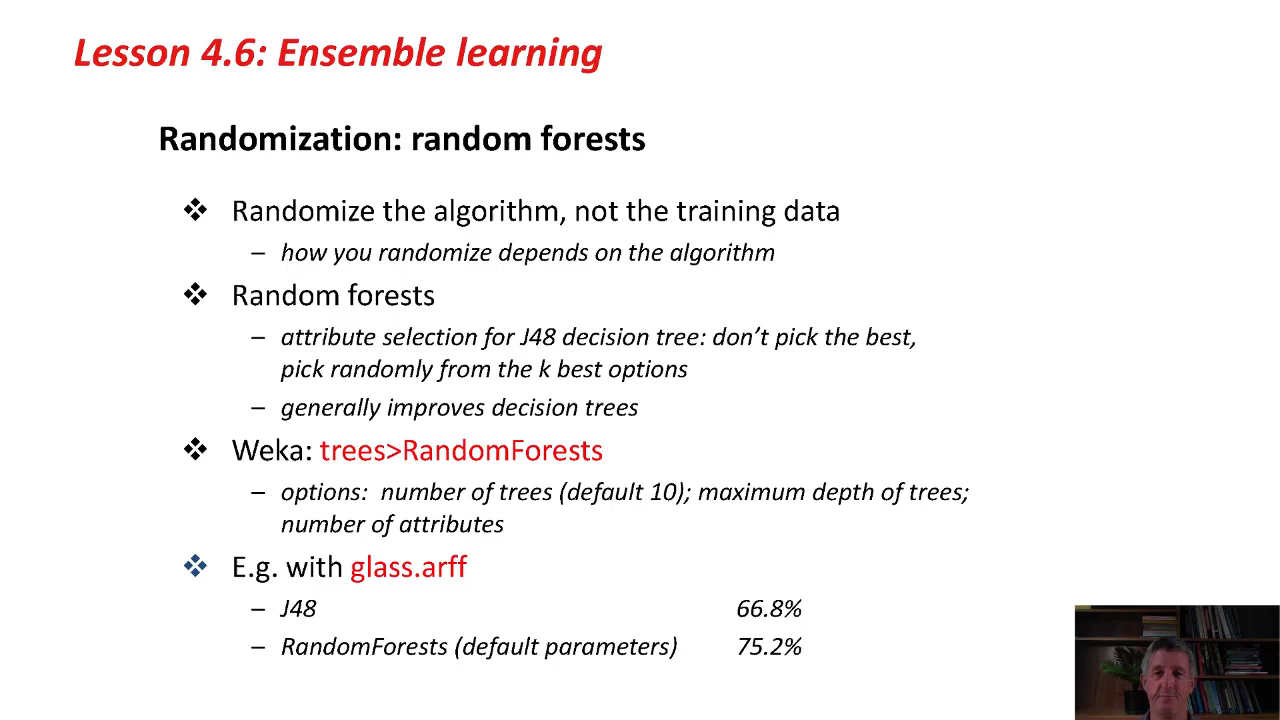 Lesson 4.6: Ensemble learning
Randomization: random forests
❖ Randomize the algorithm, not the training data
– how you randomize depends on the algorithm
❖ Random forests
– attribute selection for J48 decision tree: don’t pick the best,
pick randomly from the k best options
– generally improves decision trees
❖ Weka: trees>RandomForests
– options: number of trees (default 10); maximum depth of trees;
number of attributes
❖ E.g. with glass.arff
– J48 66.8%
– RandomForests (default parameters) 75.2%